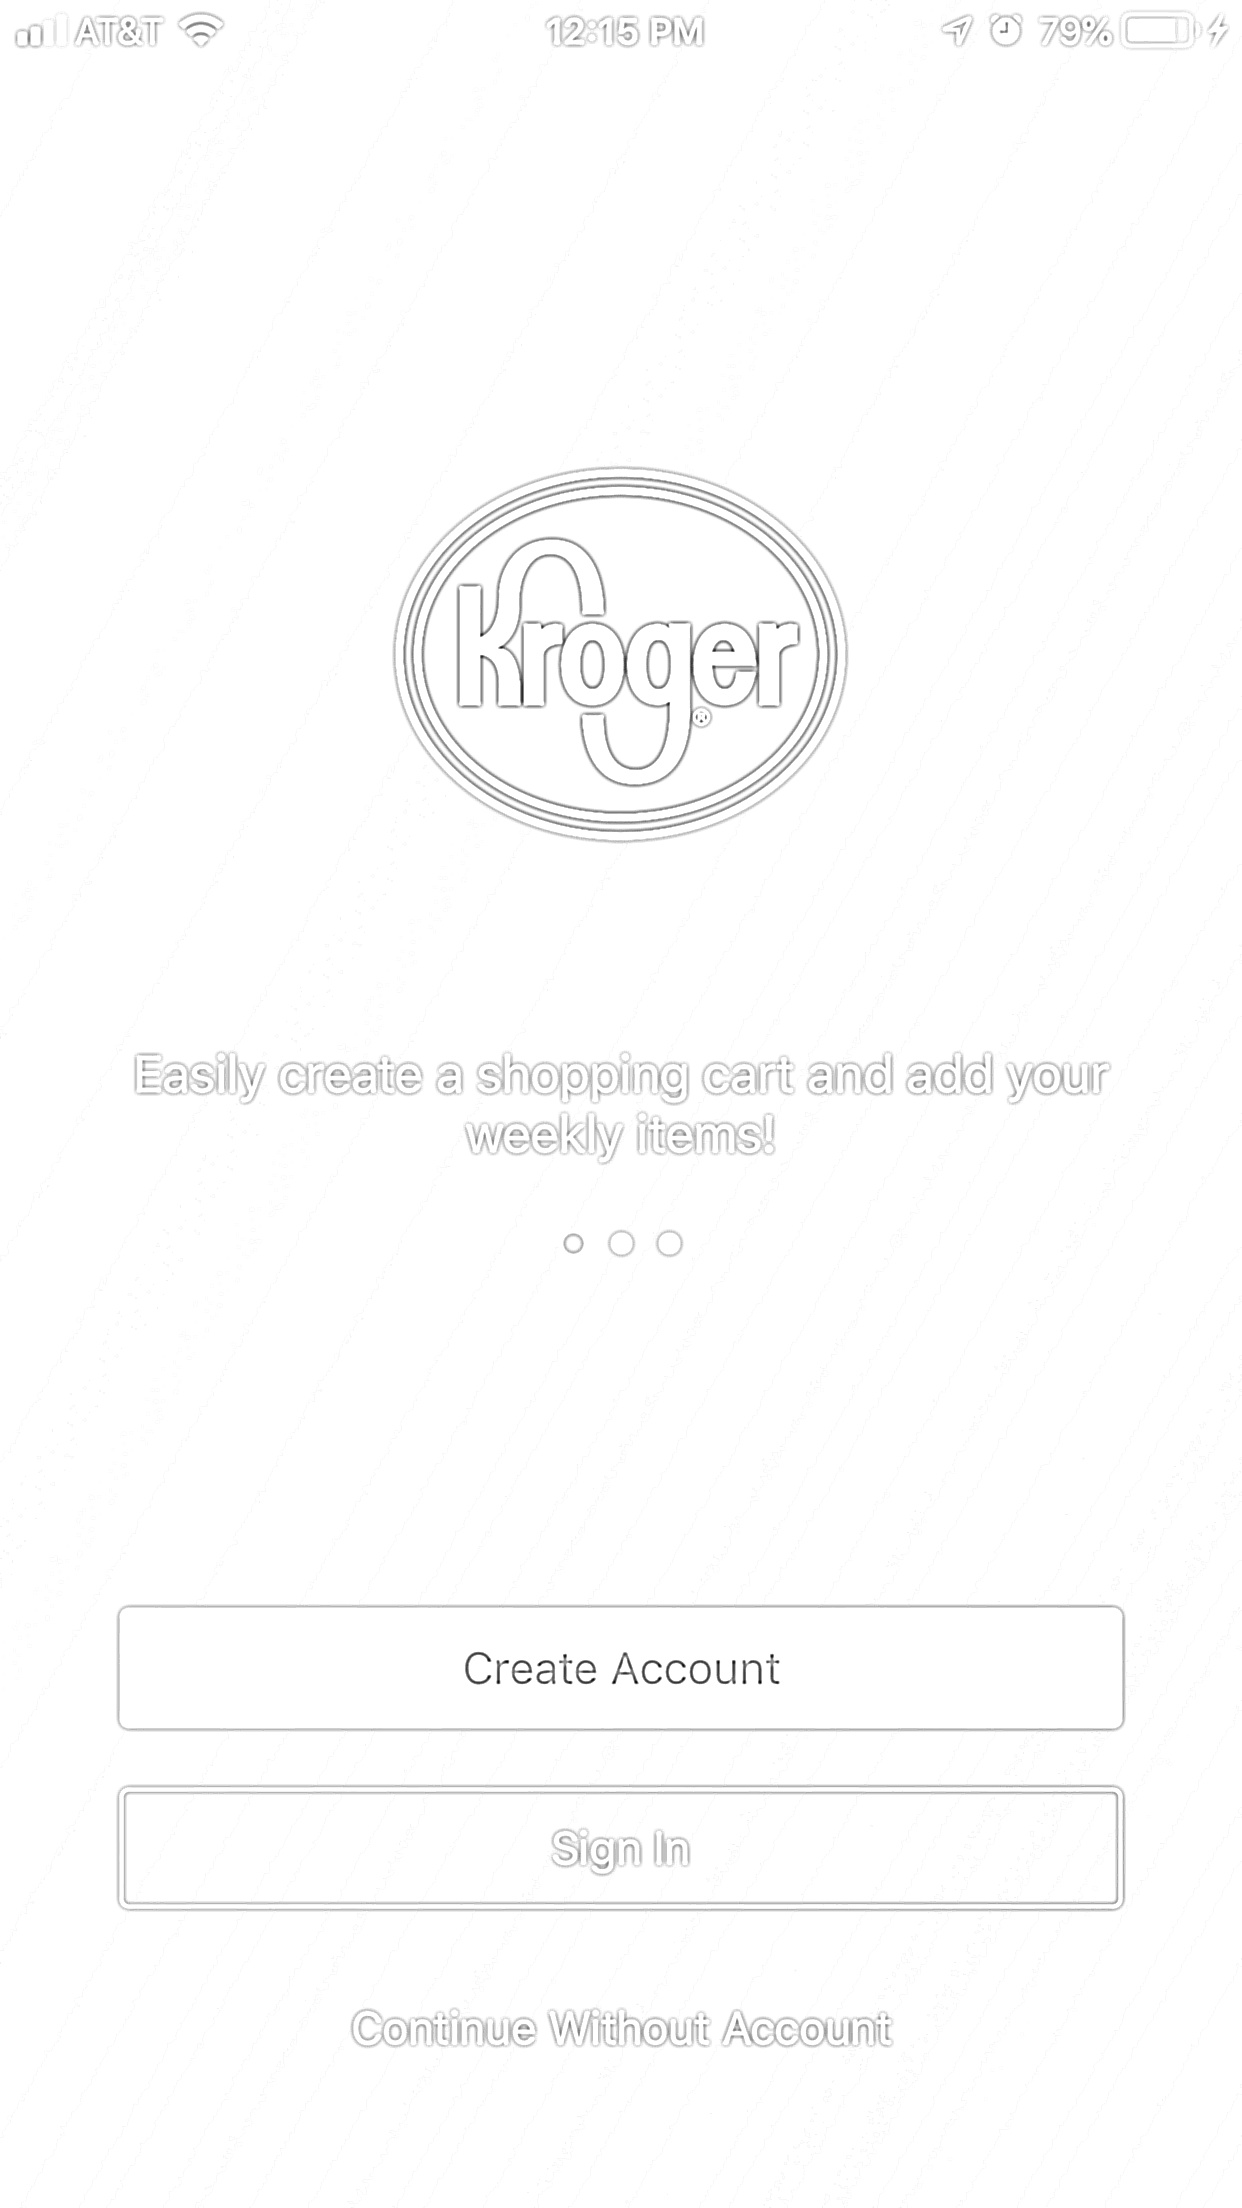 AT&T 12:15 PM 79%
Kroger®
Easily create a shopping cart and add your
weekly items!
Create Account
Sign In
Continue Without Account